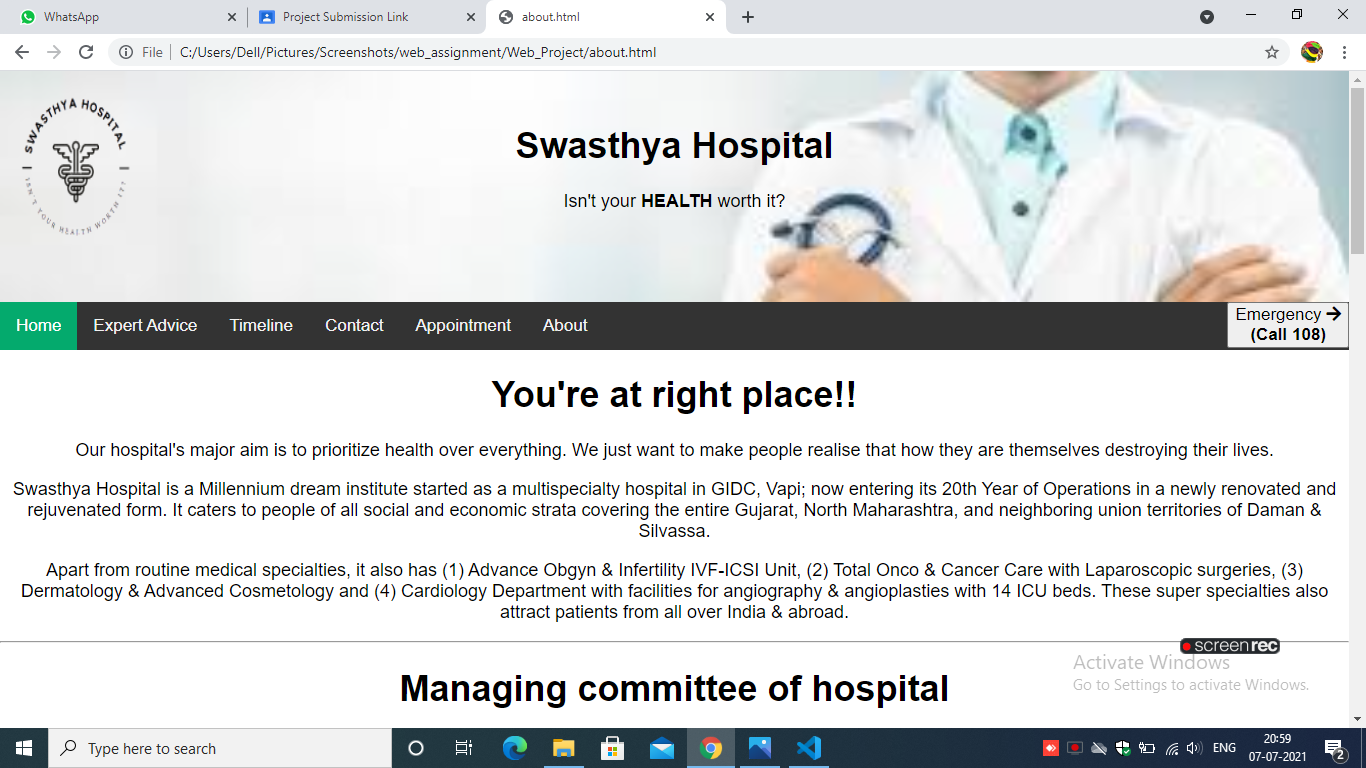 WhatsApp
Project Submission Link
about.html
File
C:/Users/Dell/Pictures/Screenshots/web_assignment/Web_Project/about.html
SWASTHYA HOSPITAL
ISN'T YOUR HEALTH WORTH IT?
Swasthya Hospital
Isn't your HEALTH worth it?
Home Expert Advice Timeline Contact Appointment About
Emergency
(Call 108)
You're at right place!!
Our hospital's major aim is to prioritize health over everything. We just want to make people realise that how they are themselves destroying their lives.
Swasthya Hospital is a Millennium dream institute started as a multispecialty hospital in GIDC, Vapi; now entering its 20th Year of Operations in a newly renovated and
rejuvenated form. It caters to people of all social and economic strata covering the entire Gujarat, North Maharashtra, and neighboring union territories of Daman &
Silvassa.
Apart from routine medical specialties, it also has (1) Advance Obgyn & Infertility IVF-ICSI Unit, (2) Total Onco & Cancer Care with Laparoscopic surgeries, (3)
Dermatology & Advanced Cosmetology and (4) Cardiology Department with facilities for angiography & angioplasties with 14 ICU beds. These super specialties also
attract patients from all over India & abroad.
screenrec
Activate Windows
Go to Settings to activate Windows.
Managing committee of hospital
Type here to search
ENG
20:59
07-07-2021
2